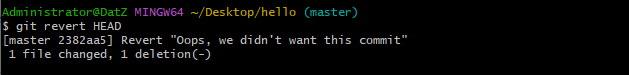 Administrator@DatZ MINGW64 ~/Desktop/hello (master)
$ git revert HEAD
[master 2382aa5] Revert "Oops, we didn't want this commit"
 1 file changed, 1 deletion(-)